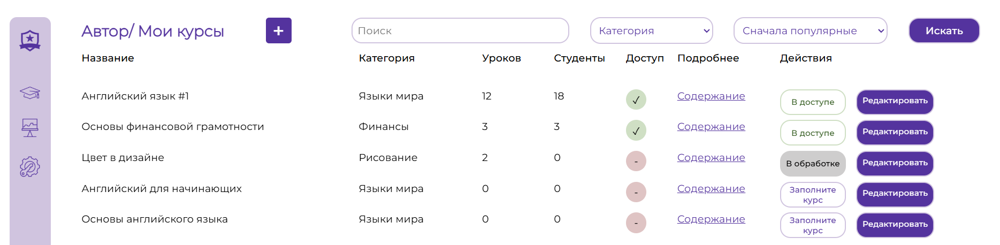 Автор/ Мои курсы + Поиск Категория Сначала популярные Искать
Название Категория Уроков Студенты Доступ Подробнее Действия
Английский язык #1 Языки мира 12 18 ✓ Содержание В доступе Редактировать
Основы финансовой грамотности Финансы 3 3 ✓ Содержание В доступе Редактировать
Цвет в дизайне Рисование 2 0 - Содержание В обработке Редактировать
Английский для начинающих Языки мира 0 0 - Содержание Заполните курс Редактировать
Основы английского языка Языки мира 0 0 - Содержание Заполните курс Редактировать